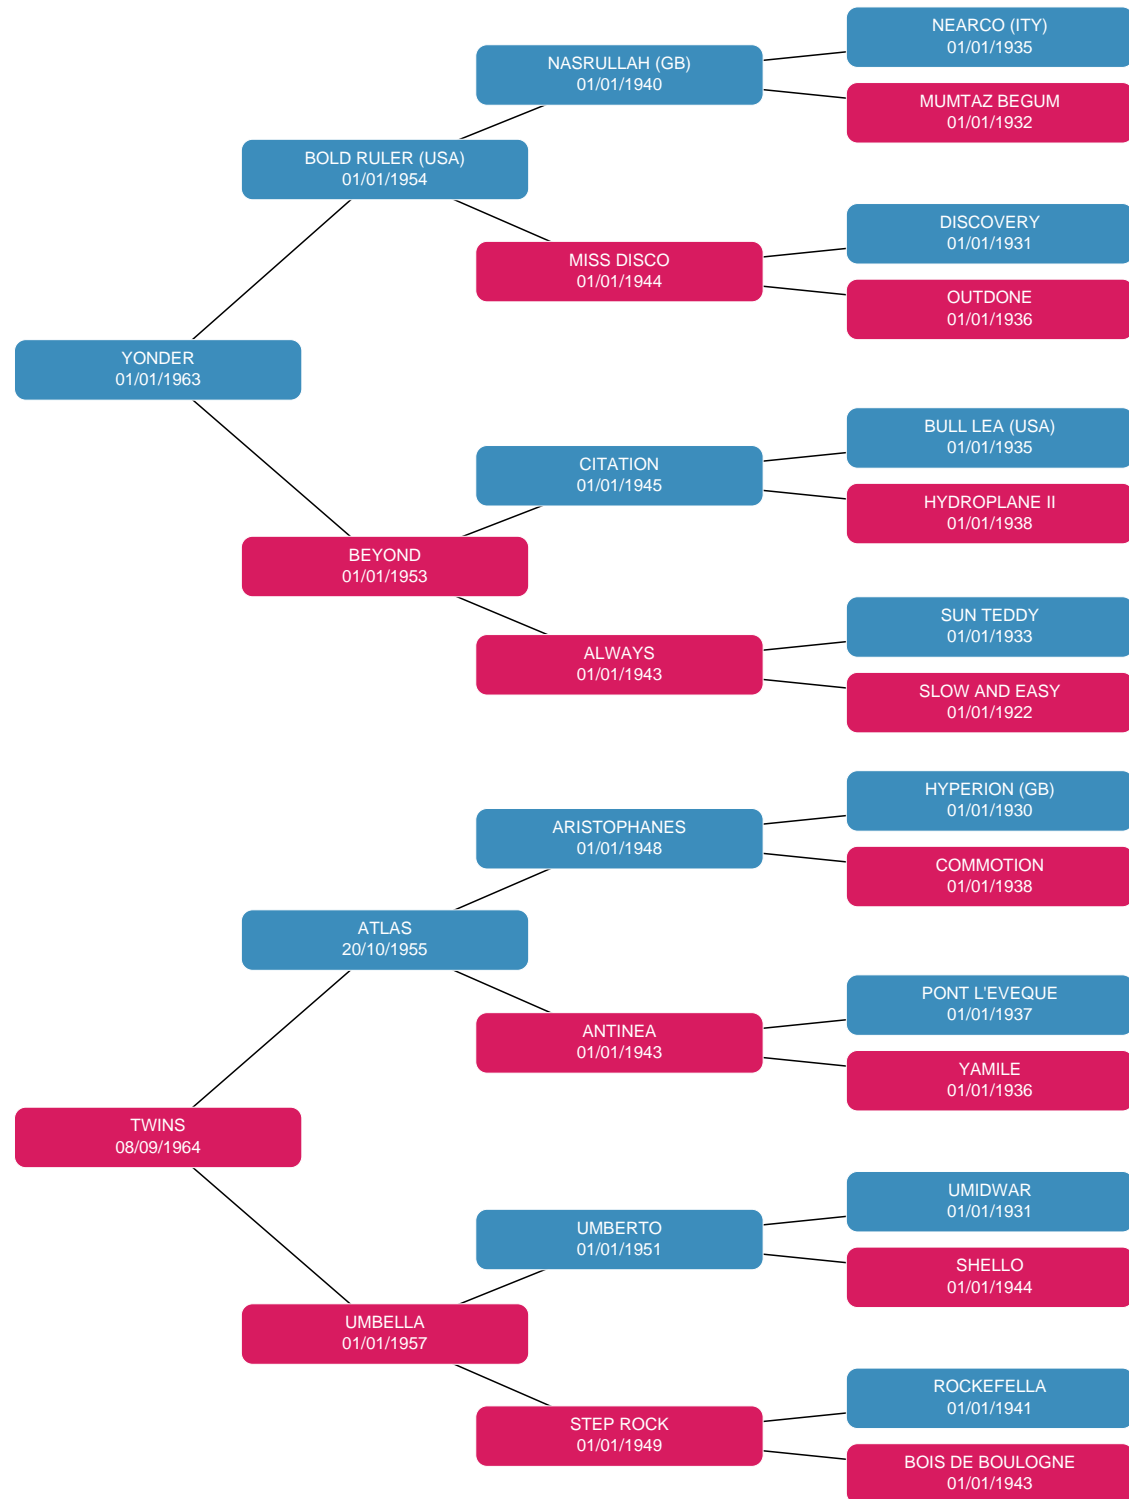 NEARCO (ITY)
01/01/1935
NASRULLAH (GB)
01/01/1940
MUMTAZ BEGUM
01/01/1932
BOLD RULER (USA)
01/01/1954
DISCOVERY
01/01/1931
MISS DISCO
01/01/1944
OUTDONE
01/01/1936
YONDER
01/01/1963
BULL LEA (USA)
01/01/1935
CITATION
01/01/1945
HYDROPLANE II
01/01/1938
BEYOND
01/01/1953
SUN TEDDY
01/01/1933
ALWAYS
01/01/1943
SLOW AND EASY
01/01/1922
HYPERION (GB)
01/01/1930
ARISTOPHANES
01/01/1948
COMMOTION
01/01/1938
ATLAS
20/10/1955
PONT L'EVEQUE
01/01/1937
ANTINEA
01/01/1943
YAMILE
01/01/1936
TWINS
08/09/1964
UMIDWAR
01/01/1931
UMBERTO
01/01/1951
SHELLO
01/01/1944
UMBELLA
01/01/1957
ROCKEFELLA
01/01/1941
STEP ROCK
01/01/1949
BOIS DE BOULOGNE
01/01/1943